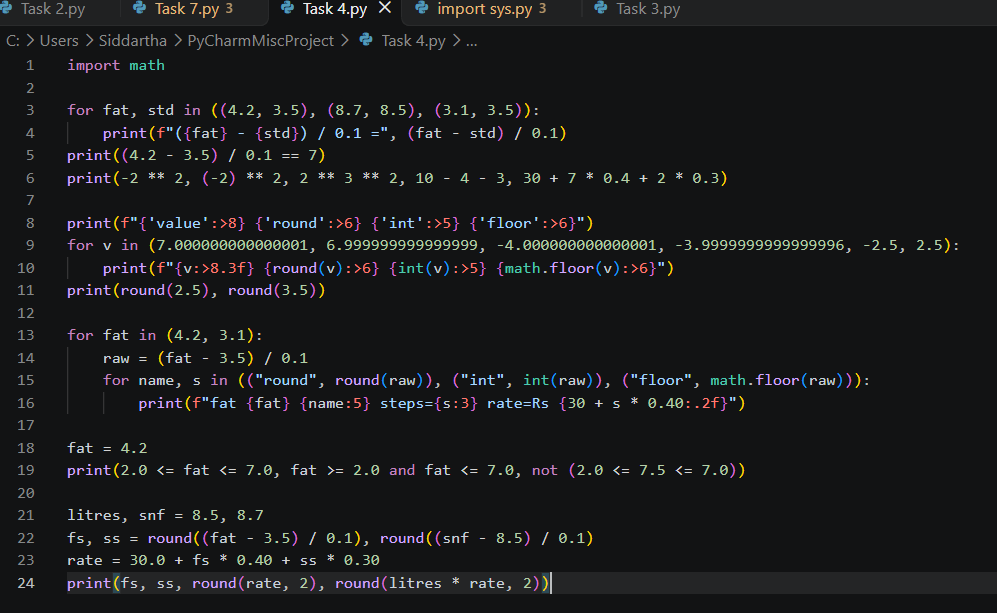 Task 2.py Task 7.py 3 Task 4.py import sys.py 3 Task 3.py
C: > Users > Siddartha > PyCharmMiscProject > Task 4.py > ...
1 import math
2
3 for fat, std in ((4.2, 3.5), (8.7, 8.5), (3.1, 3.5)):
4     print(f"({fat} - {std}) / 0.1 =", (fat - std) / 0.1)
5 print((4.2 - 3.5) / 0.1 == 7)
6 print(-2 ** 2, (-2) ** 2, 2 ** 3 ** 2, 10 - 4 - 3, 30 + 7 * 0.4 + 2 * 0.3)
7
8 print(f"{'value':>8} {'round':>6} {'int':>5} {'floor':>6}")
9 for v in (7.000000000000001, 6.999999999999999, -4.000000000000001, -3.9999999999999996, -2.5, 2.5):
10     print(f"{v:>8.3f} {round(v):>6} {int(v):>5} {math.floor(v):>6}")
11 print(round(2.5), round(3.5))
12
13 for fat in (4.2, 3.1):
14     raw = (fat - 3.5) / 0.1
15     for name, s in (("round", round(raw)), ("int", int(raw)), ("floor", math.floor(raw))):
16         print(f"fat {fat} {name:5} steps={s:3} rate=Rs {30 + s * 0.40:.2f}")
17
18 fat = 4.2
19 print(2.0 <= fat <= 7.0, fat >= 2.0 and fat <= 7.0, not (2.0 <= 7.5 <= 7.0))
20
21 litres, snf = 8.5, 8.7
22 fs, ss = round((fat - 3.5) / 0.1), round((snf - 8.5) / 0.1)
23 rate = 30.0 + fs * 0.40 + ss * 0.30
24 print(fs, ss, round(rate, 2), round(litres * rate, 2))